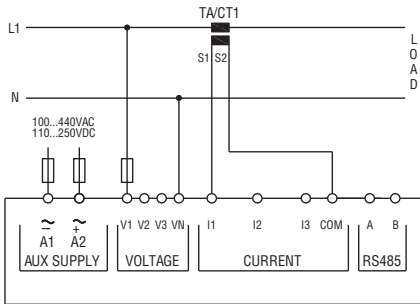 TA/CT1
L1
S1 S2
LOAD
N
100...440VAC
110...250VDC
V1 V2 V3 VN I1 I2 I3 COM A B
~ ~
– +
A1 A2
AUX SUPPLY VOLTAGE CURRENT RS485